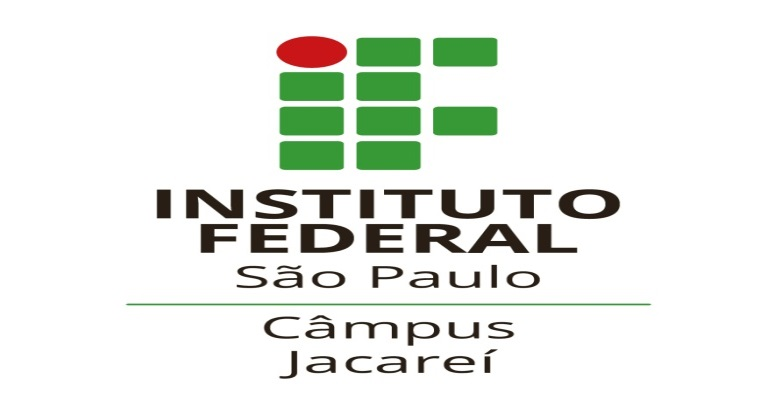 INSTITUTO
FEDERAL
São Paulo
Câmpus
Jacareí